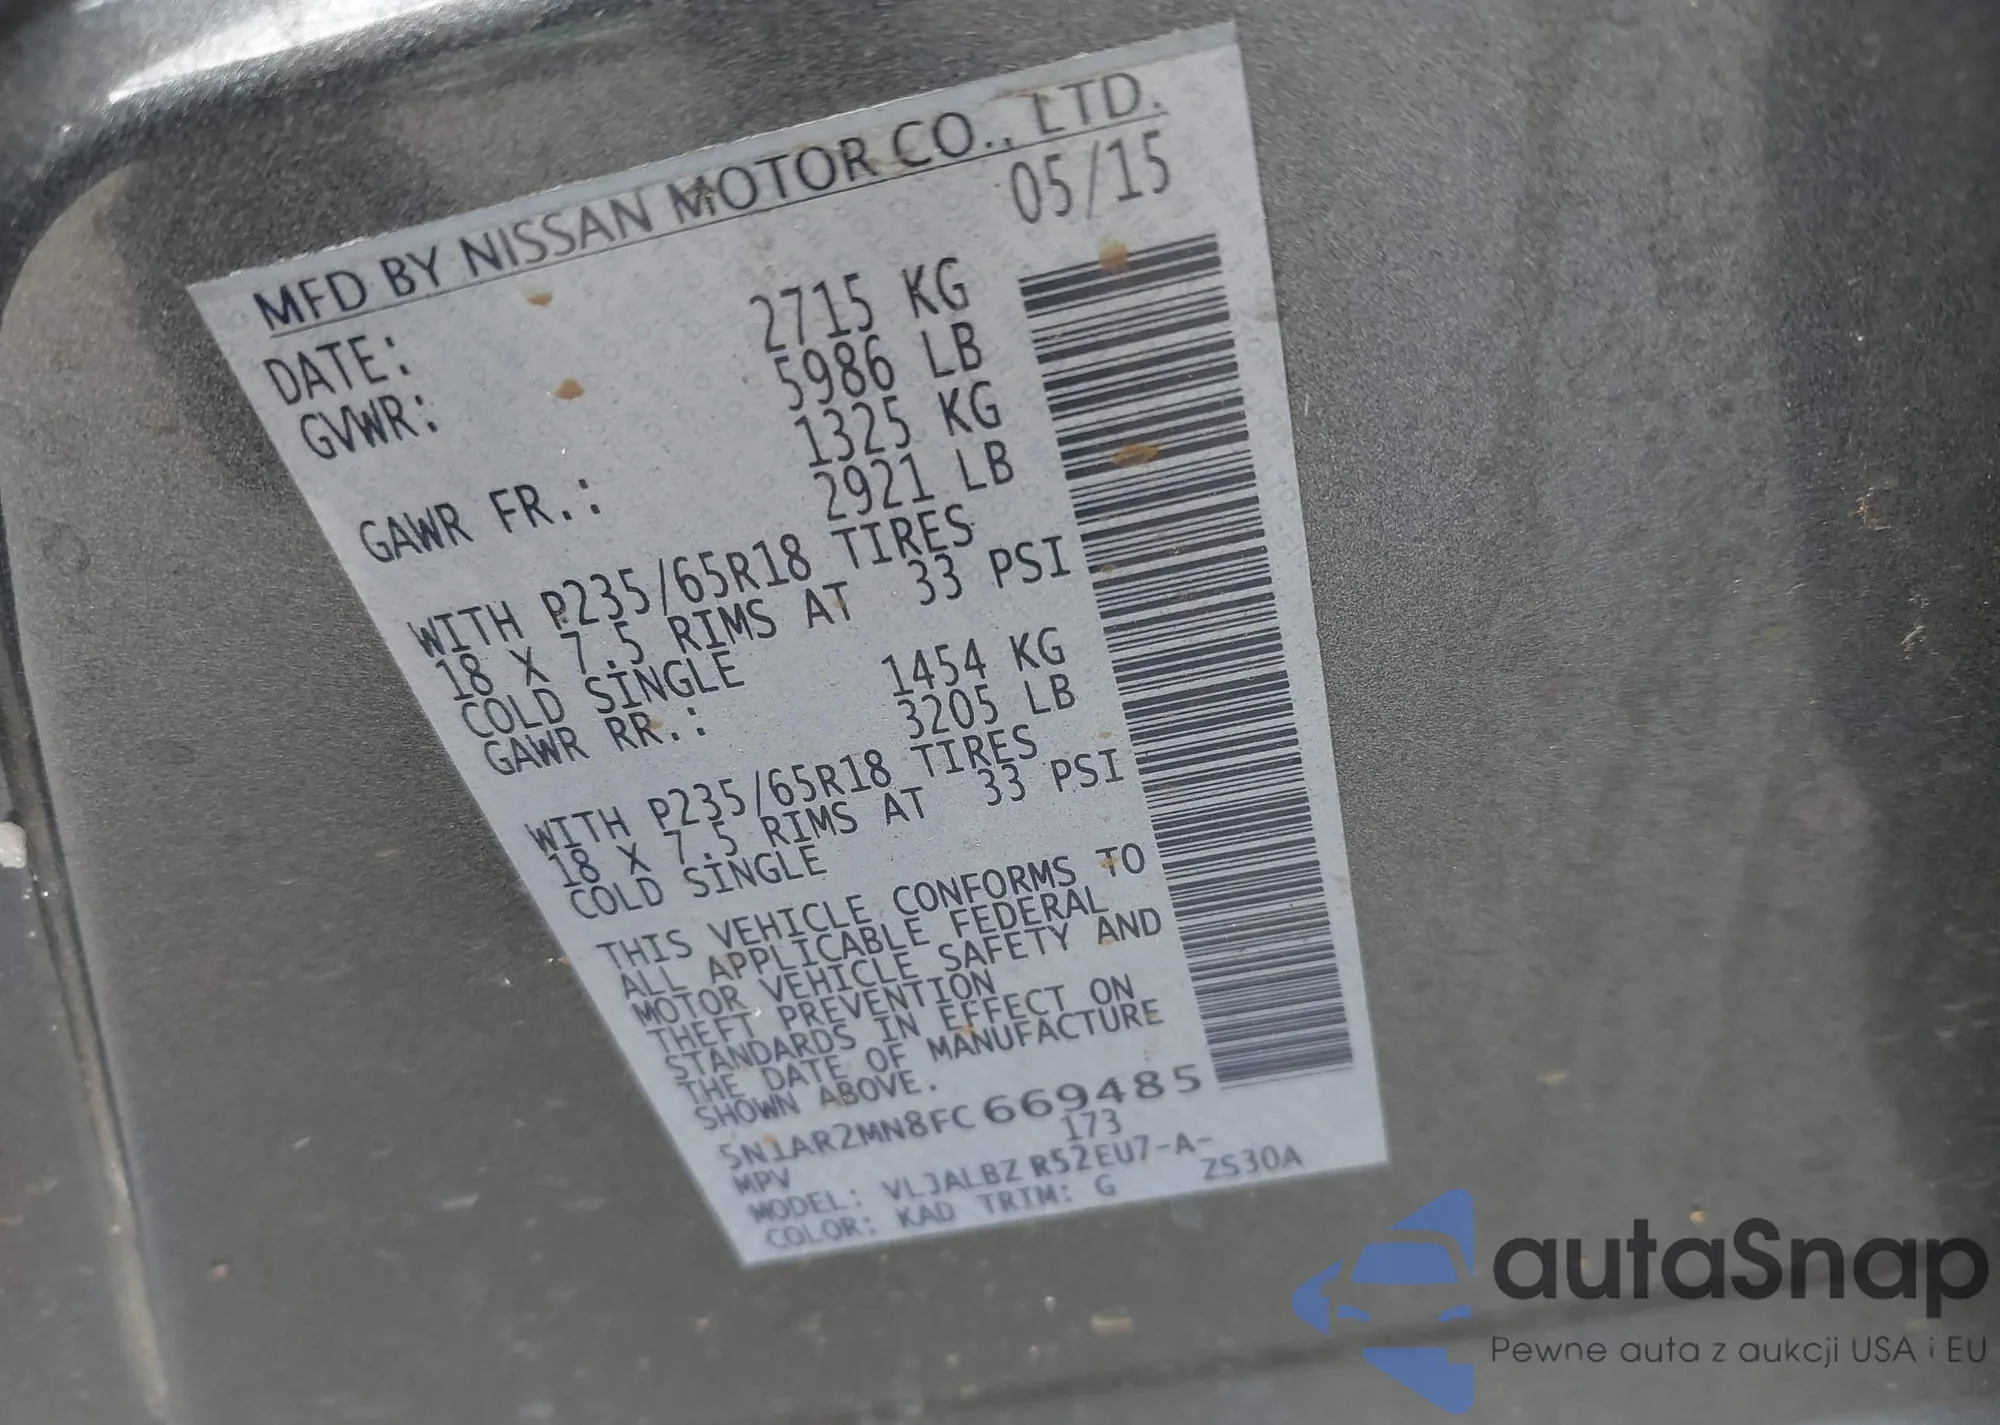 MFD BY NISSAN MOTOR CO., LTD.
DATE: 05/15
GVWR: 2715 KG
5986 LB
GAWR FR.: 1325 KG
2921 LB
WITH P235/65R18 TIRES
18 X 7.5 RIMS AT 33 PSI
COLD SINGLE
GAWR RR.: 1454 KG
3205 LB
WITH P235/65R18 TIRES
18 X 7.5 RIMS AT 33 PSI
COLD SINGLE
THIS VEHICLE CONFORMS TO
ALL APPLICABLE FEDERAL
MOTOR VEHICLE SAFETY AND
THEFT PREVENTION
STANDARDS IN EFFECT ON
THE DATE OF MANUFACTURE
SHOWN ABOVE.
5N1AR2MN8FC669485
MPV 173
MODEL: VLJALBZ R52EU7-A-
COLOR: KAD TRIM: G ZS30A
autaSnap
Pewne auta z aukcji USA i EU